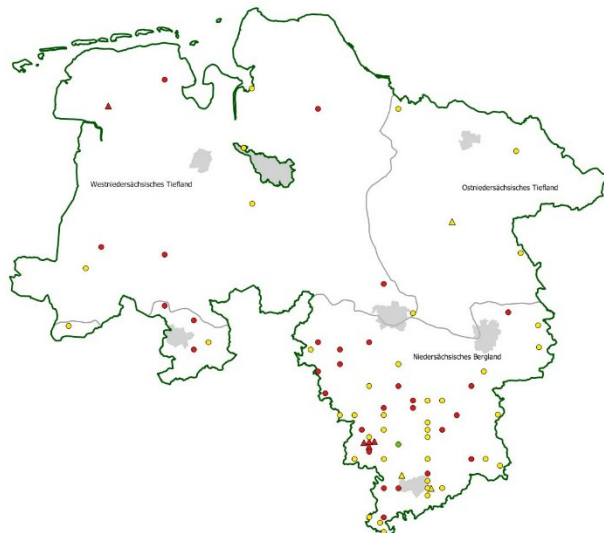 Westniedersächsisches Tiefland
Ostniedersächsisches Tiefland
Niedersächsisches Bergland